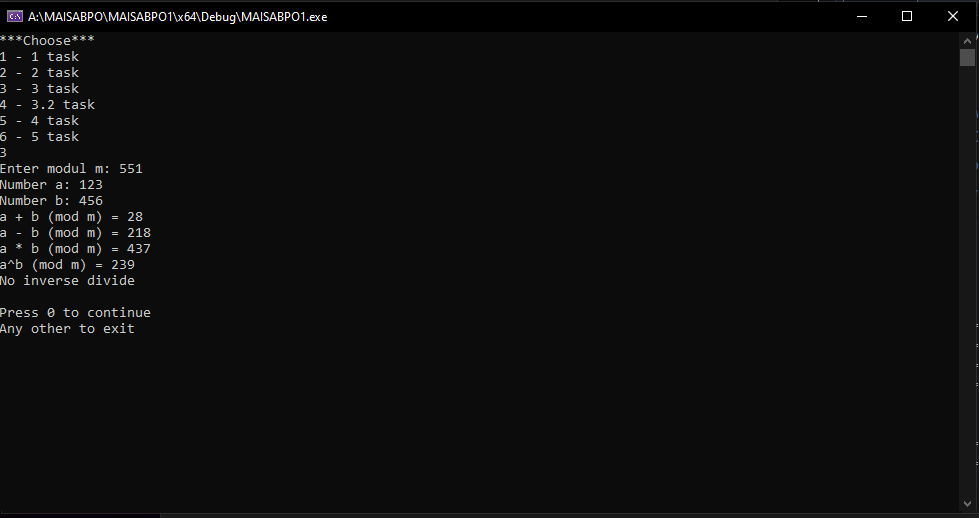 A:\MAISABPO\MAISABPO1\x64\Debug\MAISABPO1.exe
***Choose***
1 - 1 task
2 - 2 task
3 - 3 task
4 - 3.2 task
5 - 4 task
6 - 5 task
3
Enter modul m: 551
Number a: 123
Number b: 456
a + b (mod m) = 28
a - b (mod m) = 218
a * b (mod m) = 437
a^b (mod m) = 239
No inverse divide
Press 0 to continue
Any other to exit